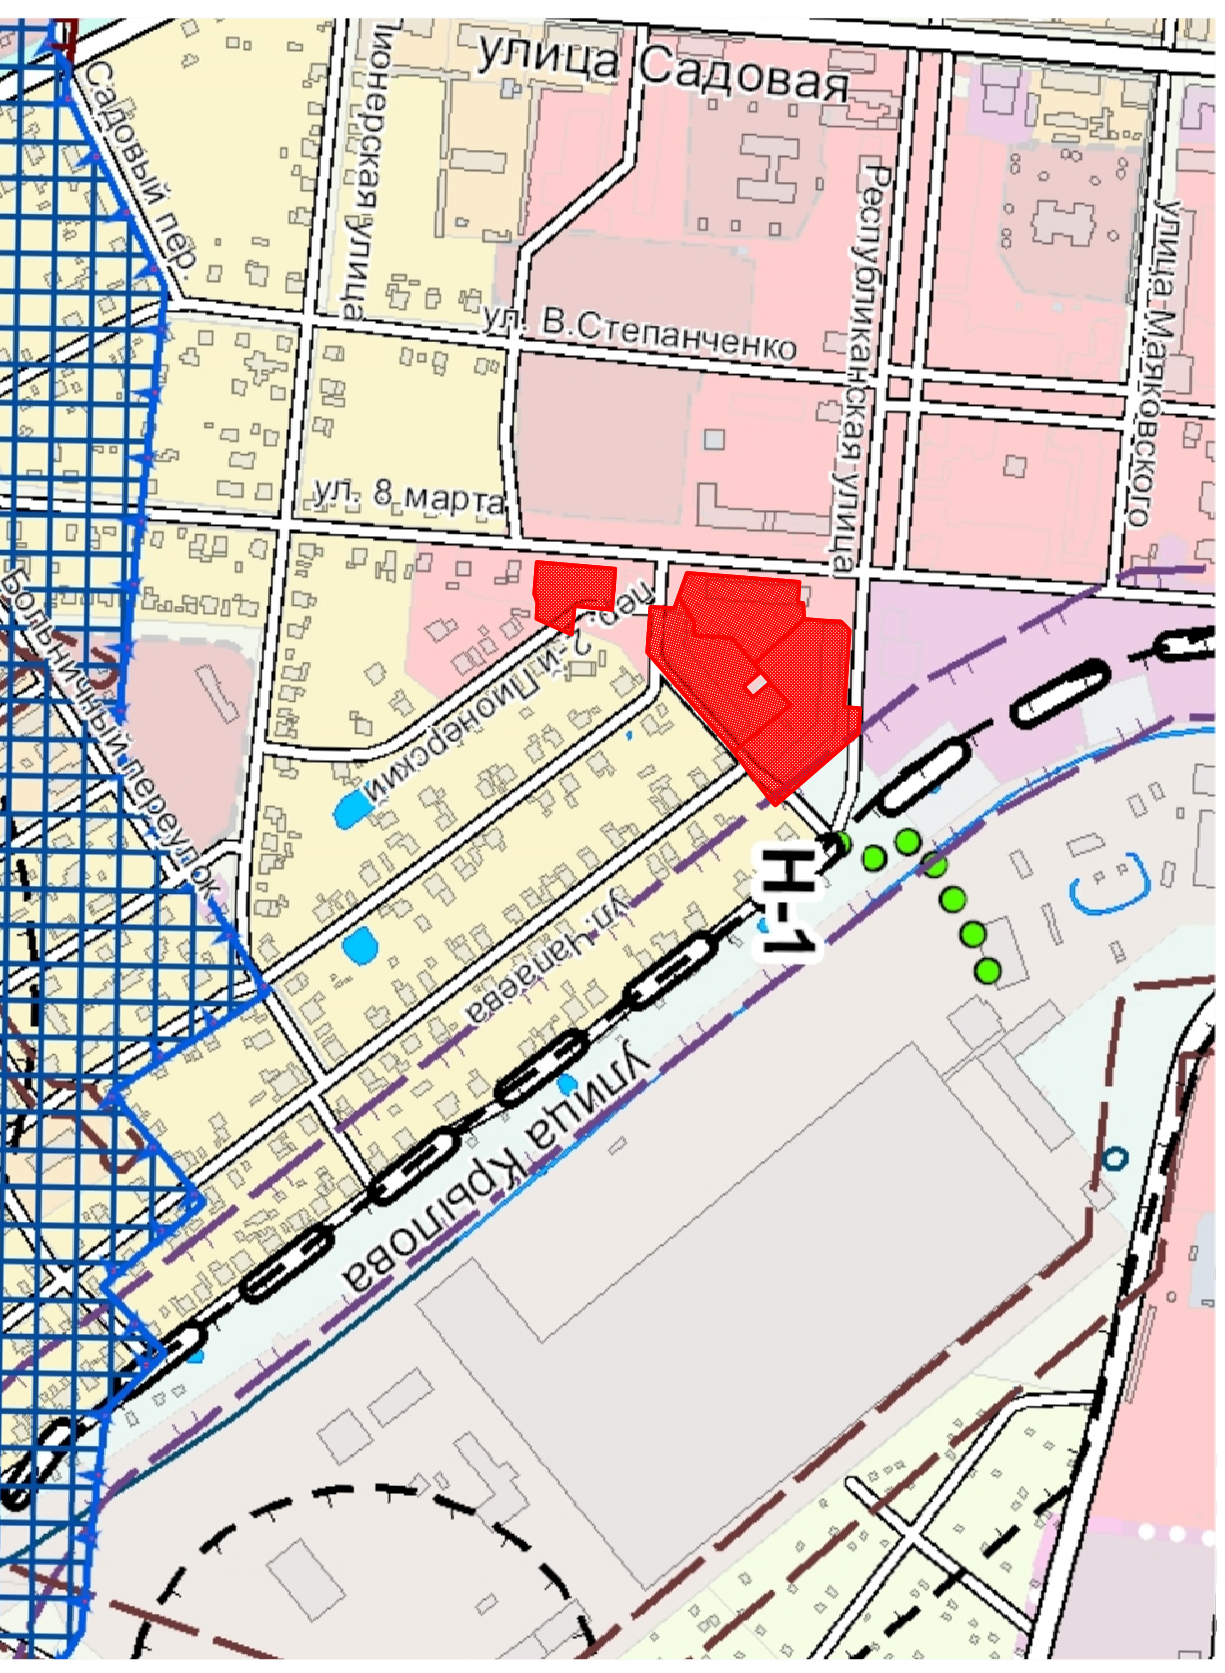 улица Садовая
Садовый пер.
ионерская улица
Республиканская улица
улица Маяковского
ул. В.Степанченко
ул. 8 марта
Больничный переулок
пер. 2-й Пионерский
ул. Чапаева
Н-1
улица Крылова